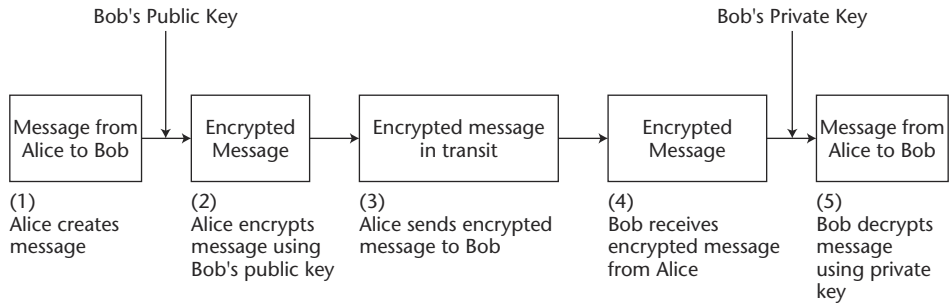 Bob's Public Key
Bob's Private Key
Message from
Alice to Bob
Encrypted
Message
Encrypted message
in transit
Encrypted
Message
Message from
Alice to Bob
(1)
Alice creates
message
(2)
Alice encrypts
message using
Bob's public key
(3)
Alice sends encrypted
message to Bob
(4)
Bob receives
encrypted message
from Alice
(5)
Bob decrypts
message
using private
key